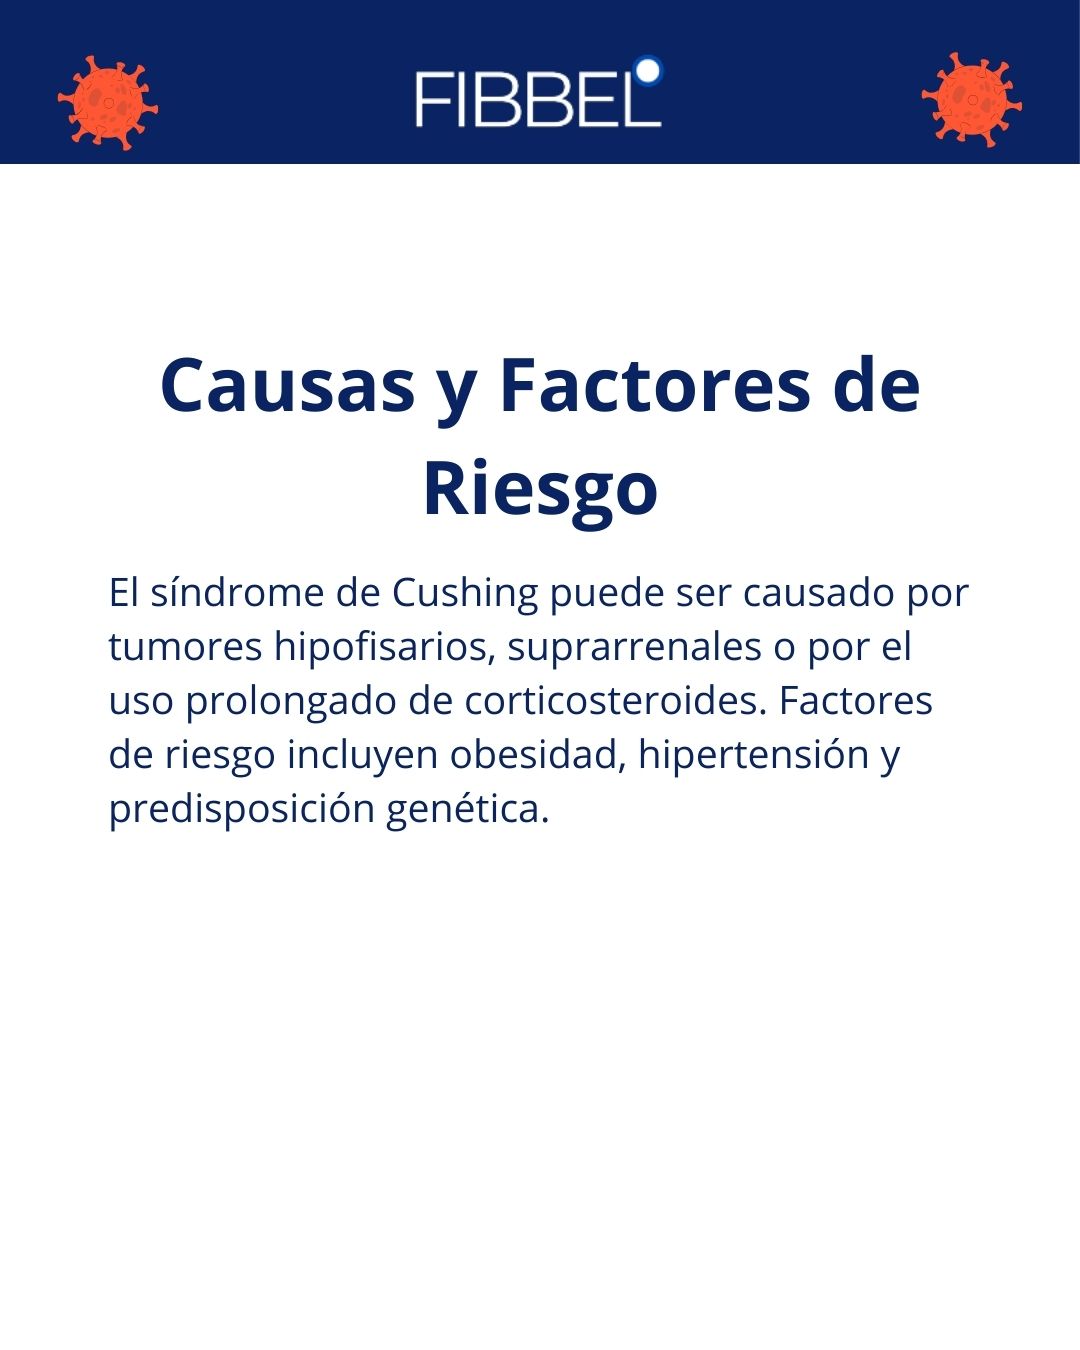 FIBBEL
Causas y Factores de
Riesgo
El síndrome de Cushing puede ser causado por
tumores hipofisarios, suprarrenales o por el
uso prolongado de corticosteroides. Factores
de riesgo incluyen obesidad, hipertensión y
predisposición genética.